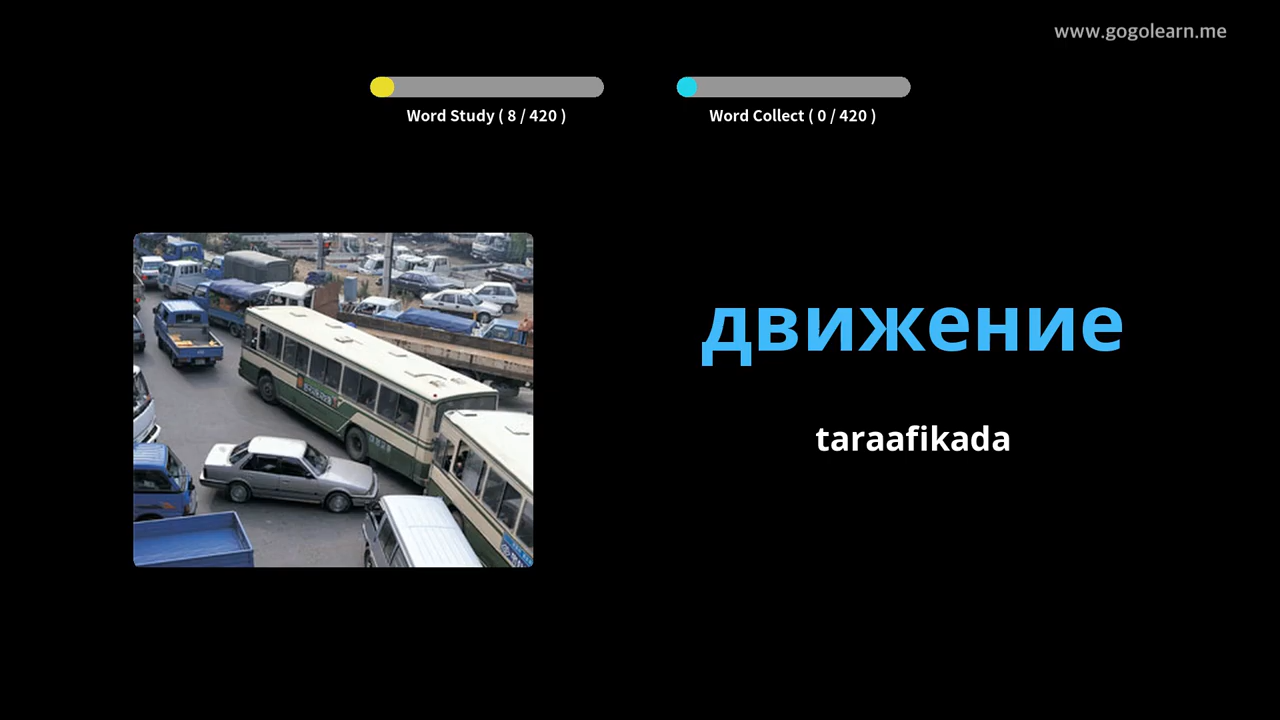 www.gogolearn.me
Word Study ( 8 / 420 )
Word Collect ( 0 / 420 )
движение
taraafikada